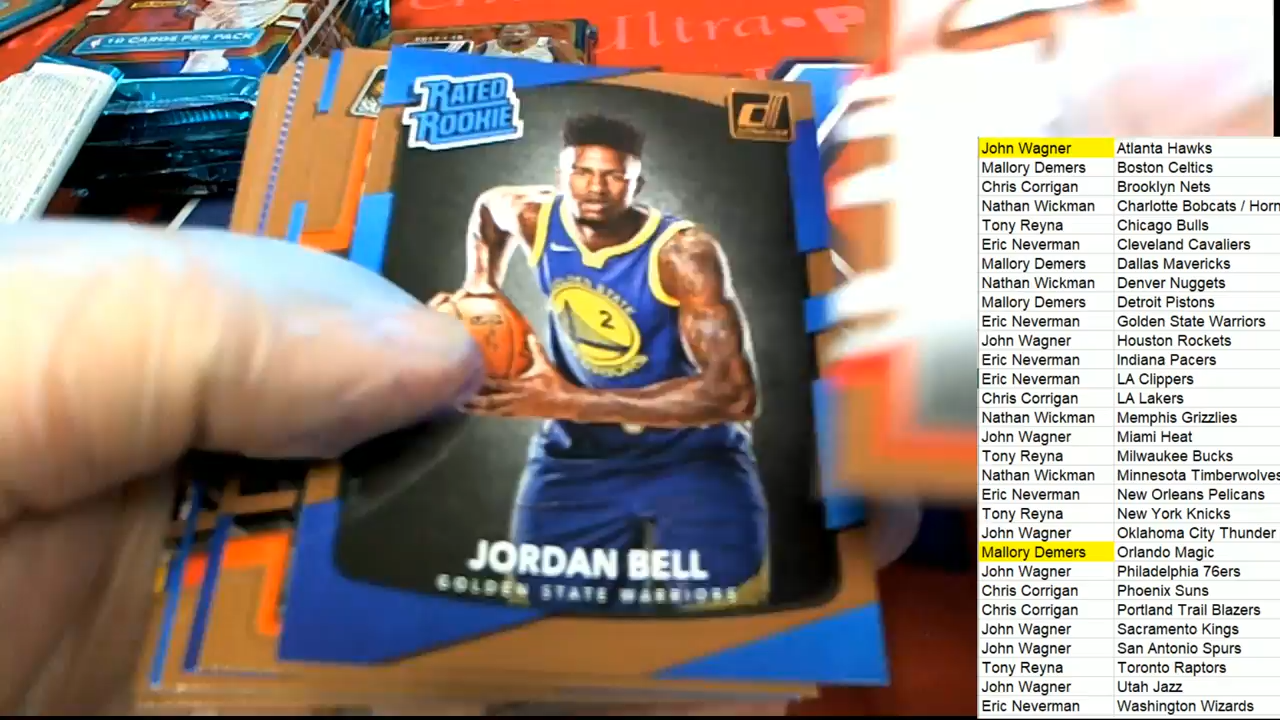 10 CARDS PER PACK
2017-18
Ultra
RATED
ROOKIE
2
JORDAN BELL
GOLDEN STATE WARRIORS
John Wagner Atlanta Hawks
Mallory Demers Boston Celtics
Chris Corrigan Brooklyn Nets
Nathan Wickman Charlotte Bobcats / Horn
Tony Reyna Chicago Bulls
Eric Neverman Cleveland Cavaliers
Mallory Demers Dallas Mavericks
Nathan Wickman Denver Nuggets
Mallory Demers Detroit Pistons
Eric Neverman Golden State Warriors
John Wagner Houston Rockets
Eric Neverman Indiana Pacers
Eric Neverman LA Clippers
Chris Corrigan LA Lakers
Nathan Wickman Memphis Grizzlies
John Wagner Miami Heat
Tony Reyna Milwaukee Bucks
Nathan Wickman Minnesota Timberwolves
Eric Neverman New Orleans Pelicans
Tony Reyna New York Knicks
John Wagner Oklahoma City Thunder
Mallory Demers Orlando Magic
John Wagner Philadelphia 76ers
Chris Corrigan Phoenix Suns
Chris Corrigan Portland Trail Blazers
John Wagner Sacramento Kings
John Wagner San Antonio Spurs
Tony Reyna Toronto Raptors
John Wagner Utah Jazz
Eric Neverman Washington Wizards